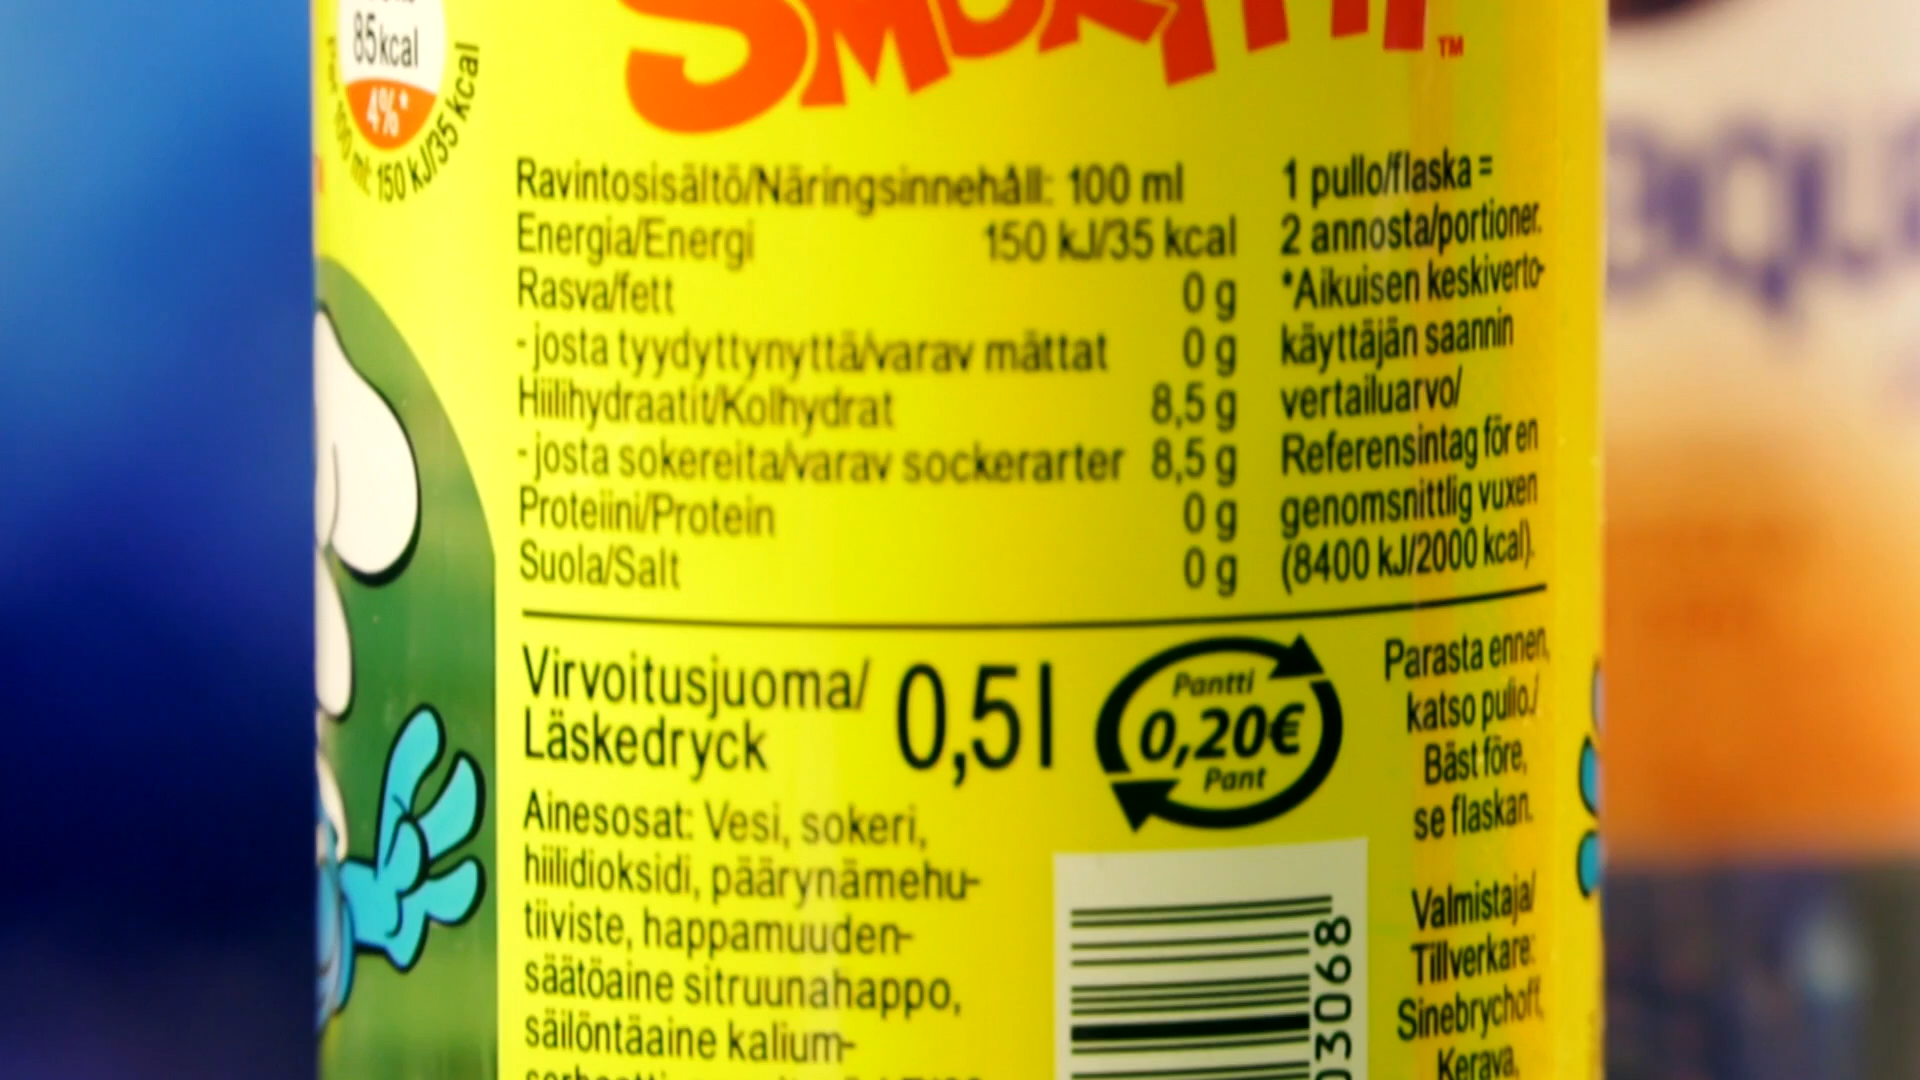 85kcal
4%*
100 ml: 150 kJ/35 kcal
SMURFFI™
Ravintosisältö/Näringsinnehåll: 100 ml
Energia/Energi 150 kJ/35 kcal
Rasva/fett 0 g
- josta tyydyttynyttä/varav mättat 0 g
Hiilihydraatit/Kolhydrat 8,5 g
- josta sokereita/varav sockerarter 8,5 g
Proteiini/Protein 0 g
Suola/Salt 0 g
1 pullo/flaska =
2 annosta/portioner.
*Aikuisen keskiverto-
käyttäjän saannin
vertailuarvo/
Referensintag för en
genomsnittlig vuxen
(8400 kJ/2000 kcal).
Virvoitusjuoma/
Läskedryck
0,5 l
Pantti
0,20€
Pant
Parasta ennen,
katso pullo./
Bäst före,
se flaskan.
Ainesosat: Vesi, sokeri,
hiilidioksidi, päärynämehu-
tiiviste, happamuuden-
säätöaine sitruunahappo,
säilöntäaine kalium-
03068
Valmistaja/
Tillverkare:
Sinebrychoff,
Kerava,